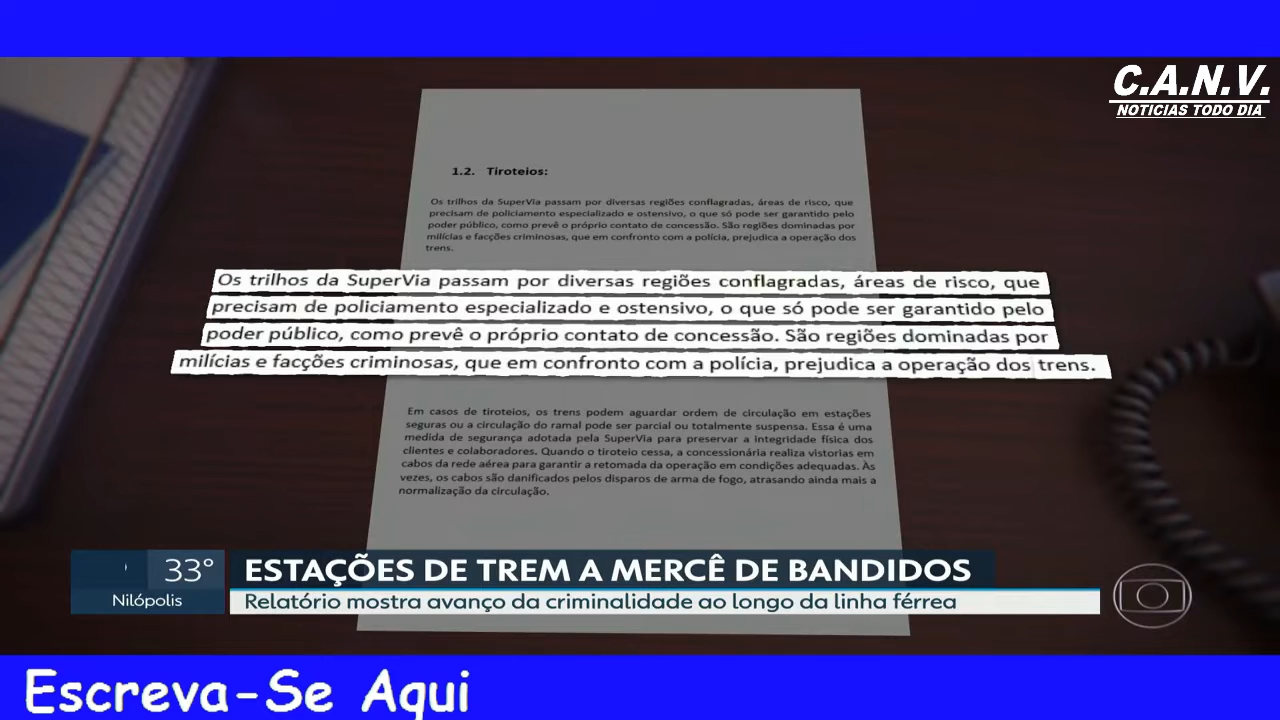 C.A.N.V.
NOTICIAS TODO DIA
1.2. Tiroteios:
Os trilhos da SuperVia passam por diversas regiões conflagradas, áreas de risco, que
precisam de policiamento especializado e ostensivo, o que só pode ser garantido pelo
poder público, como prevê o próprio contato de concessão. São regiões dominadas por
milícias e facções criminosas, que em confronto com a polícia, prejudica a operação dos
trens.
Os trilhos da SuperVia passam por diversas regiões conflagradas, áreas de risco, que
precisam de policiamento especializado e ostensivo, o que só pode ser garantido pelo
poder público, como prevê o próprio contato de concessão. São regiões dominadas por
milícias e facções criminosas, que em confronto com a polícia, prejudica a operação dos trens.
Em casos de tiroteios, os trens podem aguardar ordem de circulação em estações
seguras ou a circulação do ramal pode ser parcial ou totalmente suspensa. Essa é uma
medida de segurança adotada pela SuperVia para preservar a integridade física dos
clientes e colaboradores. Quando o tiroteio cessa, a concessionária realiza vistorias em
cabos da rede aérea para garantir a retomada da operação em condições adequadas. Às
vezes, os cabos são danificados pelos disparos de arma de fogo, atrasando ainda mais a
normalização da circulação.
33°
Nilópolis
ESTAÇÕES DE TREM A MERCÊ DE BANDIDOS
Relatório mostra avanço da criminalidade ao longo da linha férrea
Escreva-Se Aqui